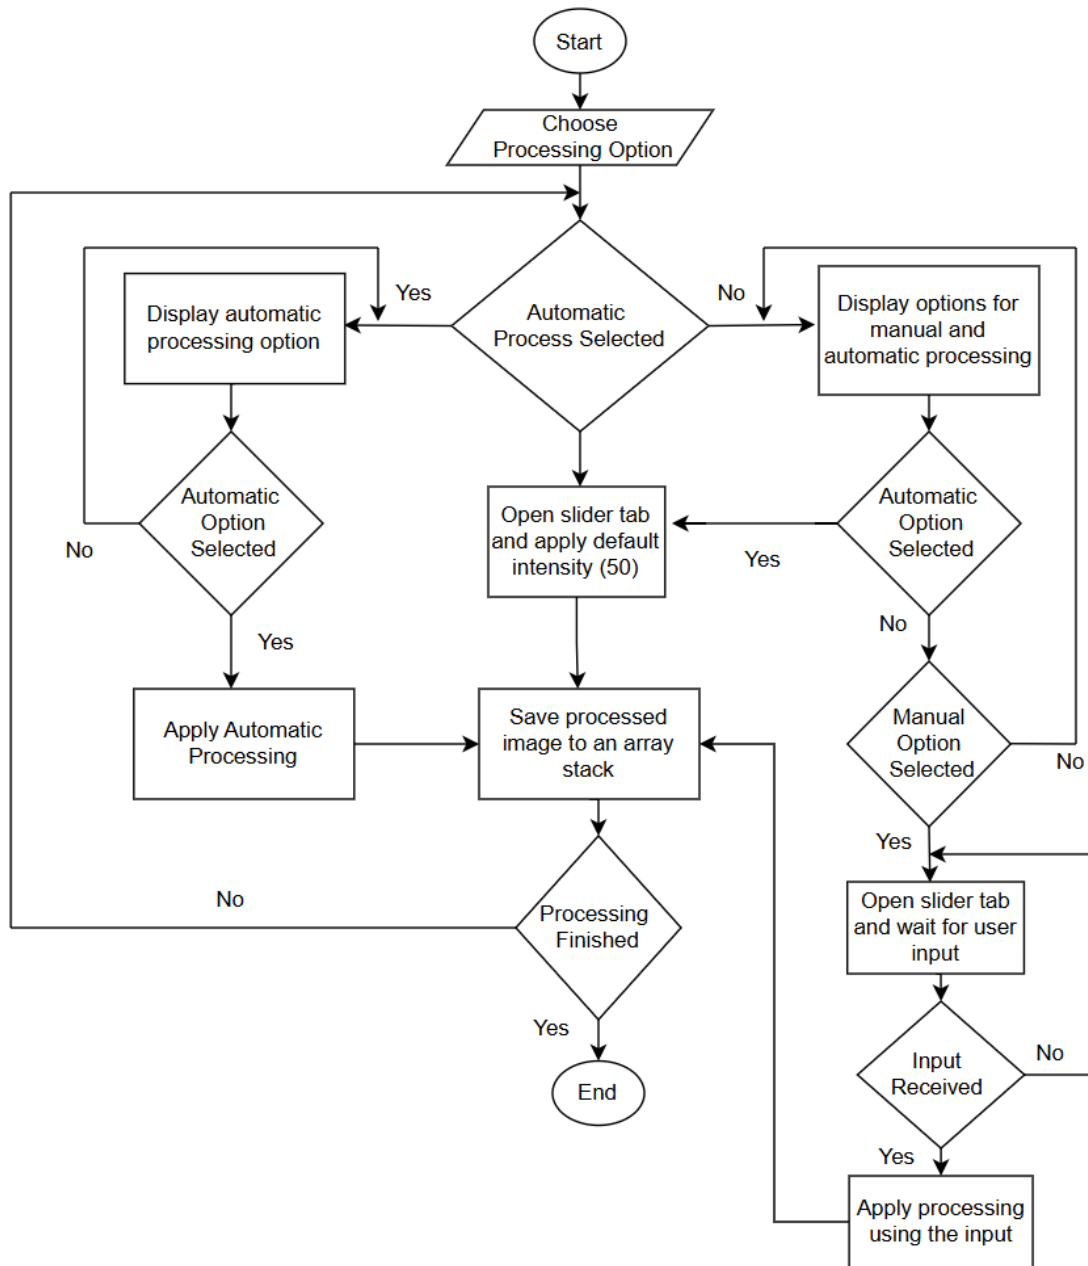 Start
Choose
Processing Option
Automatic
Process Selected
Yes
No
Display automatic
processing option
Display options for
manual and
automatic processing
Automatic
Option
Selected
No
Yes
Open slider tab
and apply default
intensity (50)
Automatic
Option
Selected
Yes
No
Apply Automatic
Processing
Save processed
image to an array
stack
Manual
Option
Selected
No
Yes
Processing
Finished
No
Yes
End
Open slider tab
and wait for user
input
Input
Received
No
Yes
Apply processing
using the input